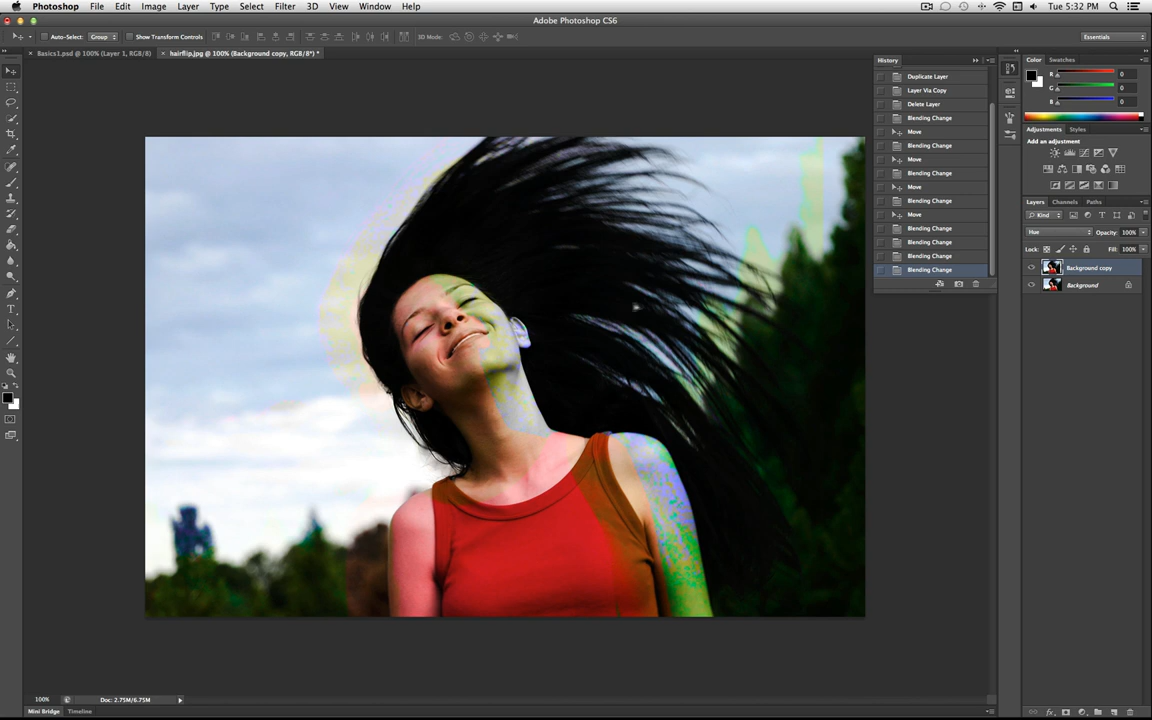 Photoshop File Edit Image Layer Type Select Filter 3D View Window Help Tue 5:32 PM
Adobe Photoshop CS6
Auto-Select: Group Show Transform Controls 3D Mode: Essentials
× Basics1.psd @ 100% (Layer 1, RGB/8) × hairflip.jpg @ 100% (Background copy, RGB/8*) *
History
Duplicate Layer
Layer Via Copy
Delete Layer
Blending Change
Move
Blending Change
Move
Blending Change
Move
Blending Change
Move
Blending Change
Blending Change
Blending Change
Blending Change
Color Swatches
R 0
G 0
B 0
Adjustments Styles
Add an adjustment
Layers Channels Paths
Kind
Hue Opacity: 100%
Lock: Fill: 100%
Background copy
Background
100% Doc: 2.75M/6.75M
Mini Bridge Timeline